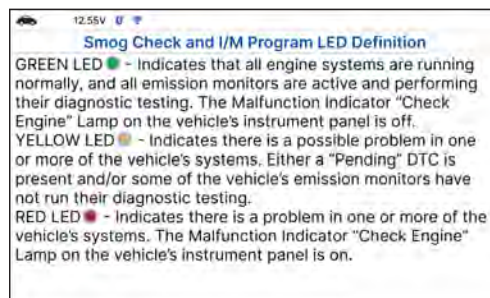 12.55V
Smog Check and I/M Program LED Definition
GREEN LED - Indicates that all engine systems are running
normally, and all emission monitors are active and performing
their diagnostic testing. The Malfunction Indicator "Check
Engine" Lamp on the vehicle's instrument panel is off.
YELLOW LED - Indicates there is a possible problem in one
or more of the vehicle's systems. Either a "Pending" DTC is
present and/or some of the vehicle's emission monitors have
not run their diagnostic testing.
RED LED - Indicates there is a problem in one or more of the
vehicle's systems. The Malfunction Indicator "Check Engine"
Lamp on the vehicle's instrument panel is on.